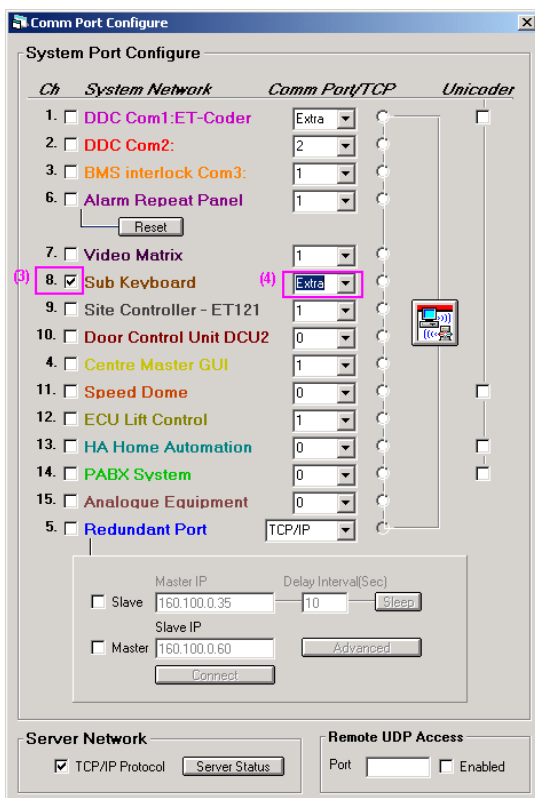 Comm Port Configure
System Port Configure
Ch System Network Comm Port/TCP Unicoder
1. DDC Com1:ET-Coder Extra
2. DDC Com2: 2
3. BMS interlock Com3: 1
6. Alarm Repeat Panel 1
Reset
7. Video Matrix 1
(3) 8. Sub Keyboard (4) Extra
9. Site Controller - ET121 1
10. Door Control Unit DCU2 0
4. Centre Master GUI 1
11. Speed Dome 0
12. ECU Lift Control 1
13. HA Home Automation 0
14. PABX System 0
15. Analogue Equipment 0
5. Redundant Port TCP/IP
Master IP Delay Interval(Sec)
Slave 160.100.0.35 10 Sleep
Slave IP
Master 160.100.0.60 Advanced
Connect
Server Network
TCP/IP Protocol Server Status
Remote UDP Access
Port Enabled